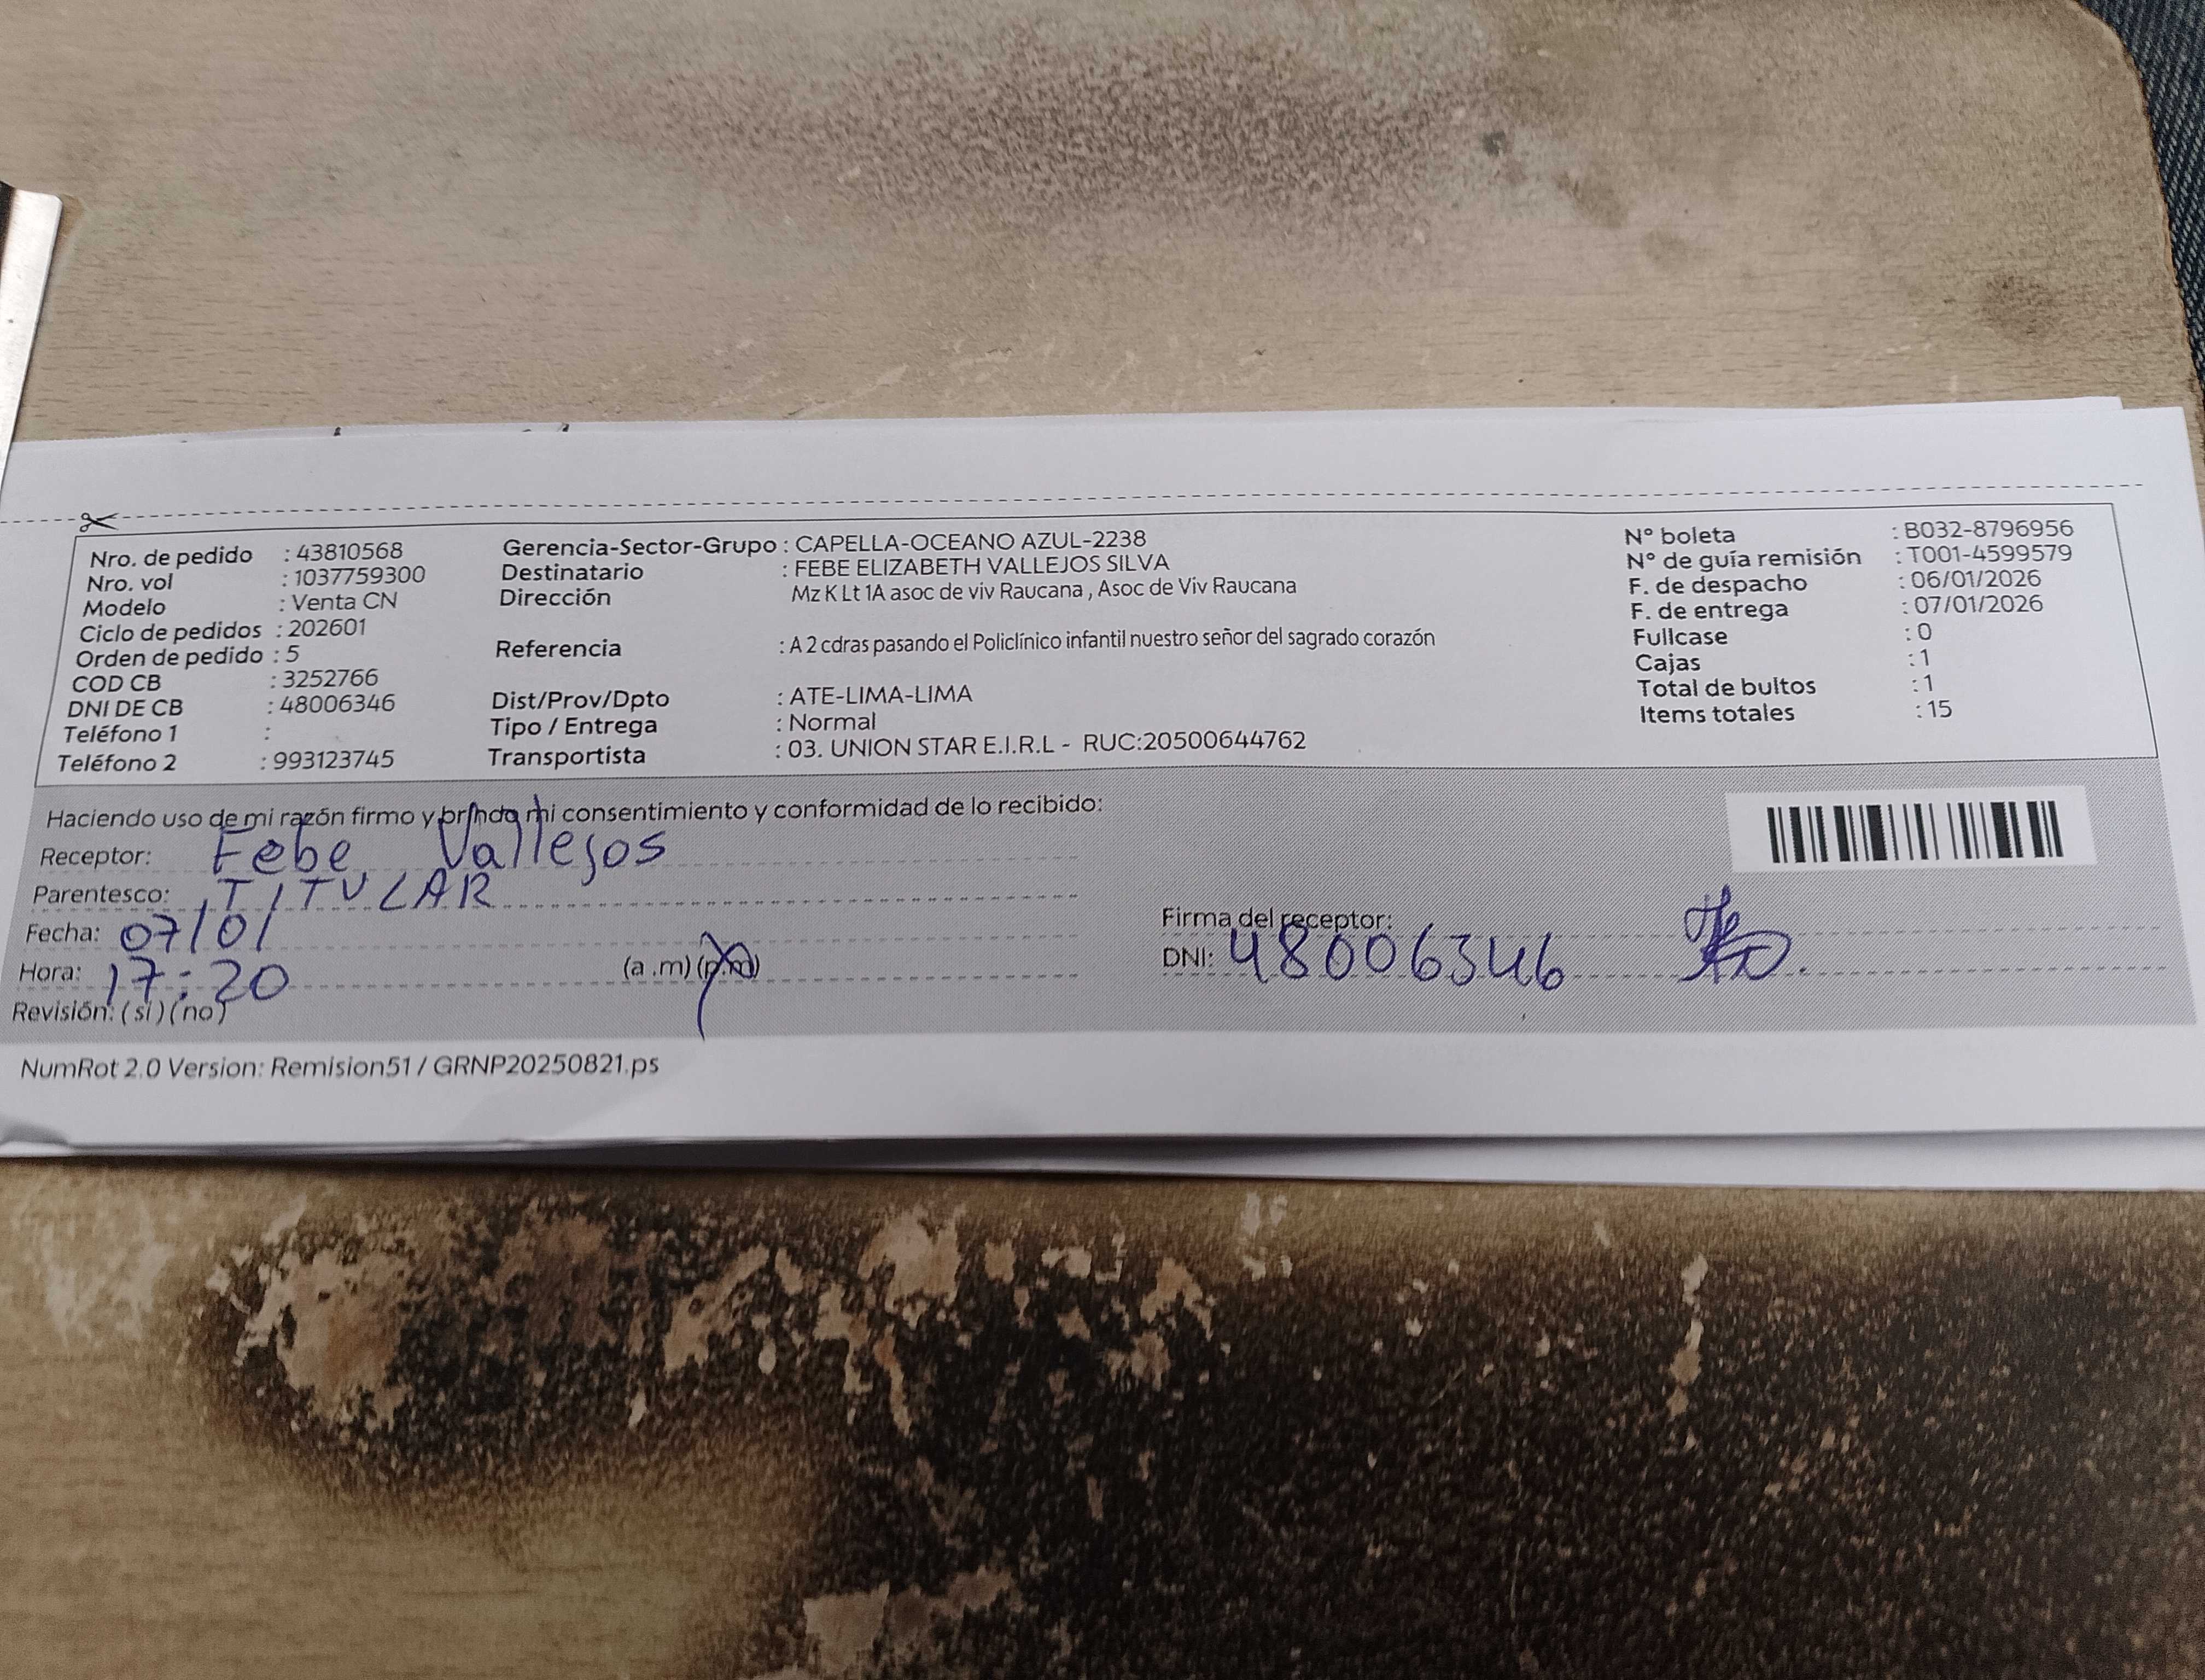 Nro. de pedido : 43810568
Nro. vol : 1037759300
Modelo : Venta CN
Ciclo de pedidos : 202601
Orden de pedido : 5
COD CB : 3252766
DNI DE CB : 48006346
Teléfono 1 :
Teléfono 2 : 993123745
Gerencia-Sector-Grupo : CAPELLA-OCEANO AZUL-2238
Destinatario : FEBE ELIZABETH VALLEJOS SILVA
Dirección Mz K Lt 1A asoc de viv Raucana , Asoc de Viv Raucana
Referencia : A 2 cdras pasando el Policlínico infantil nuestro señor del sagrado corazón
Dist/Prov/Dpto : ATE-LIMA-LIMA
Tipo / Entrega : Normal
Transportista : 03. UNION STAR E.I.R.L - RUC:20500644762
N° boleta : B032-8796956
N° de guía remisión : T001-4599579
F. de despacho : 06/01/2026
F. de entrega : 07/01/2026
Fullcase : 0
Cajas : 1
Total de bultos : 1
Items totales : 15
Haciendo uso de mi razón firmo y brindo mi consentimiento y conformidad de lo recibido:
Receptor: Febe Vallejos
Parentesco: TITULAR
Fecha: 07/01
Hora: 17:20 (a .m) (p.m)
Revisión: (si) (no)
Firma del receptor:
DNI: 48006346
NumRot 2.0 Version: Remision51 / GRNP20250821.ps